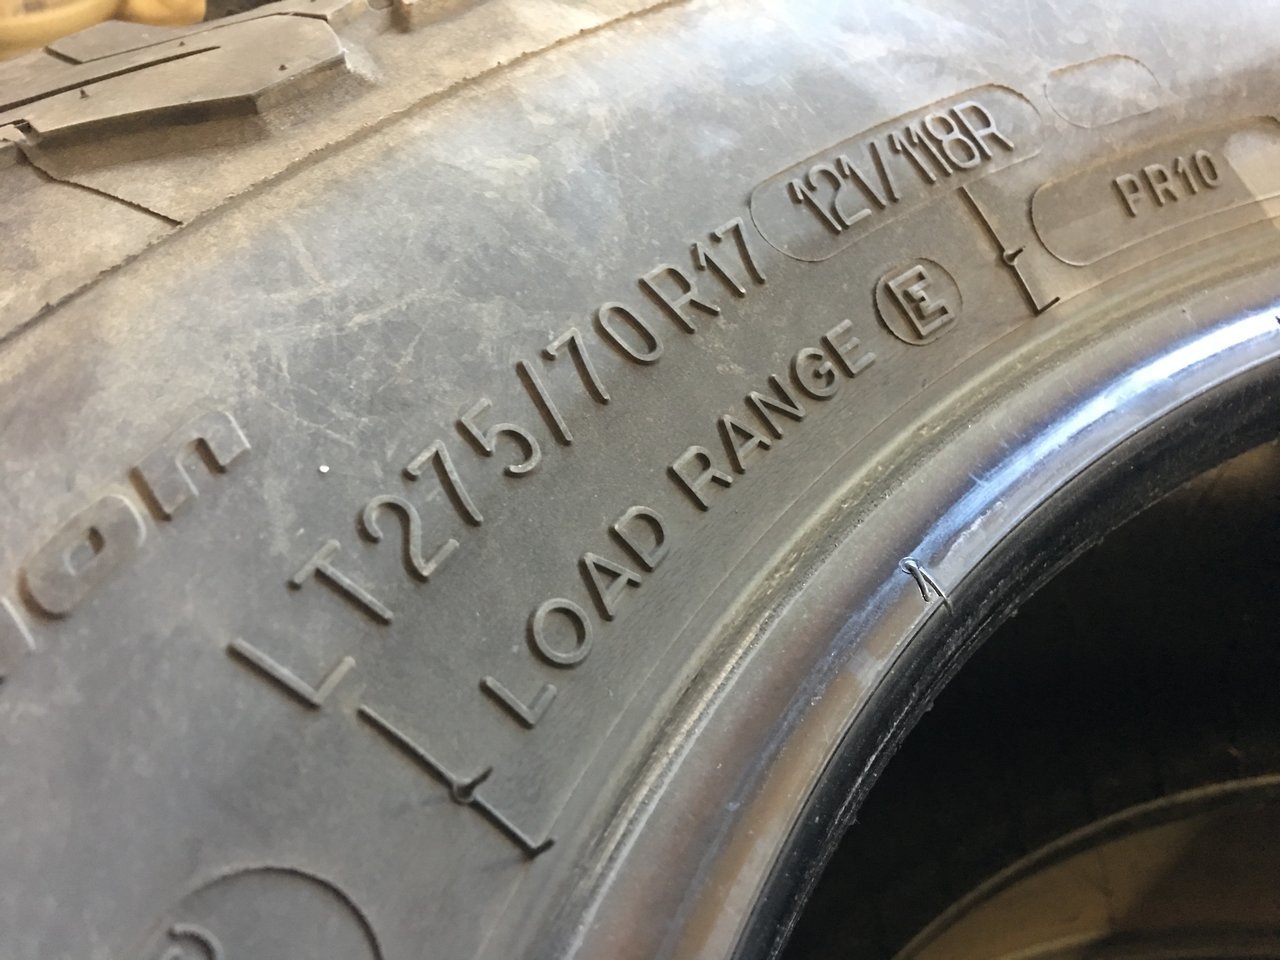 LT275/70R17 121/118R
LOAD RANGE E
PR10